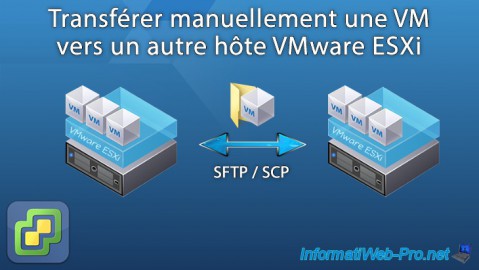 Transférer manuellement une VM
vers un autre hôte VMware ESXi
VM VM VM
VMware ESXi
VM
SFTP / SCP
VM VM VM
VMware ESXi
InformatiWeb-Pro.net